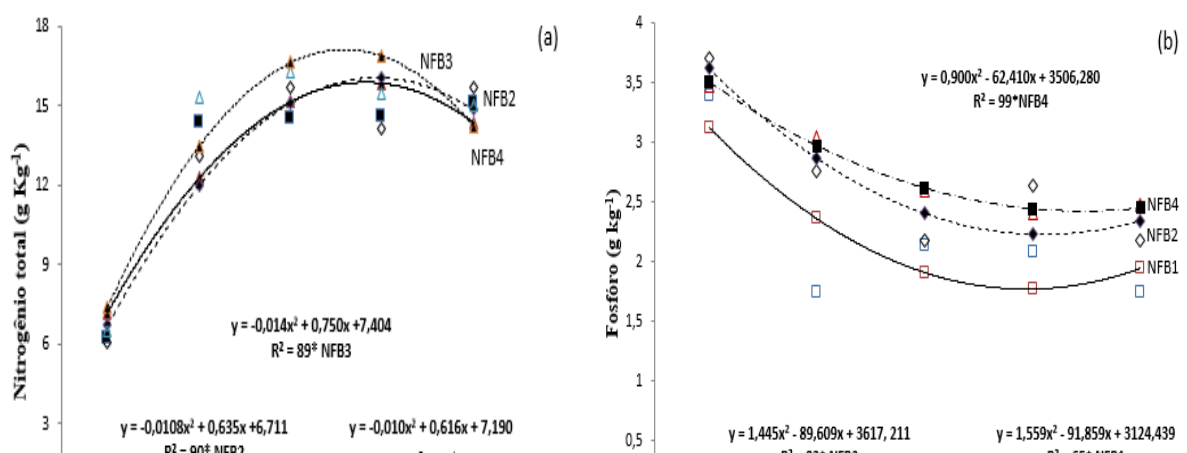 18
15
12
9
6
3
Nitrogênio total (g Kg⁻¹)
(a)
NFB3
NFB2
NFB4
y = -0,014x² + 0,750x +7,404
R² = 89* NFB3
y = -0,0108x² + 0,635x +6,711
R² = 90* NFB2
y = -0,010x² + 0,616x + 7,190
4
3,5
3
2,5
2
1,5
1
0,5
Fosfóro (g kg⁻¹)
(b)
y = 0,900x² - 62,410x + 3506,280
R² = 99*NFB4
NFB4
NFB2
NFB1
y = 1,445x² - 89,609x + 3617, 211
y = 1,559x² - 91,859x + 3124,439